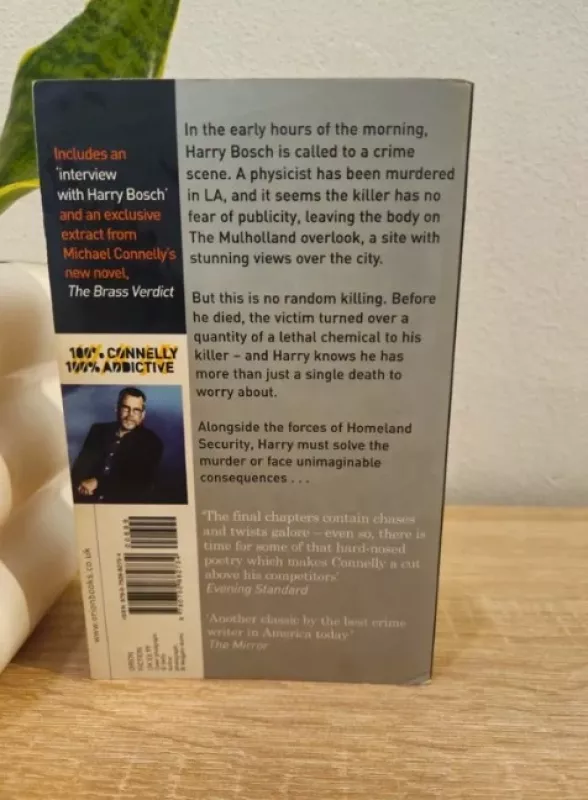 Includes an
'interview
with Harry Bosch'
and an exclusive
extract from
Michael Connelly's
new novel,
The Brass Verdict
100% CONNELLY
100% ADDICTIVE
In the early hours of the morning,
Harry Bosch is called to a crime
scene. A physicist has been murdered
in LA, and it seems the killer has no
fear of publicity, leaving the body on
The Mulholland overlook, a site with
stunning views over the city.
But this is no random killing. Before
he died, the victim turned over a
quantity of a lethal chemical to his
killer – and Harry knows he has
more than just a single death to
worry about.
Alongside the forces of Homeland
Security, Harry must solve the
murder or face unimaginable
consequences . . .
'The final chapters contain chases
and twists galore – even so, there is
time for some of that hard-nosed
poetry which makes Connelly a cut
above his competitors'
Evening Standard
'Another classic by the best crime
writer in America today'
The Mirror
www.orionbooks.co.uk
ORION
FICTION